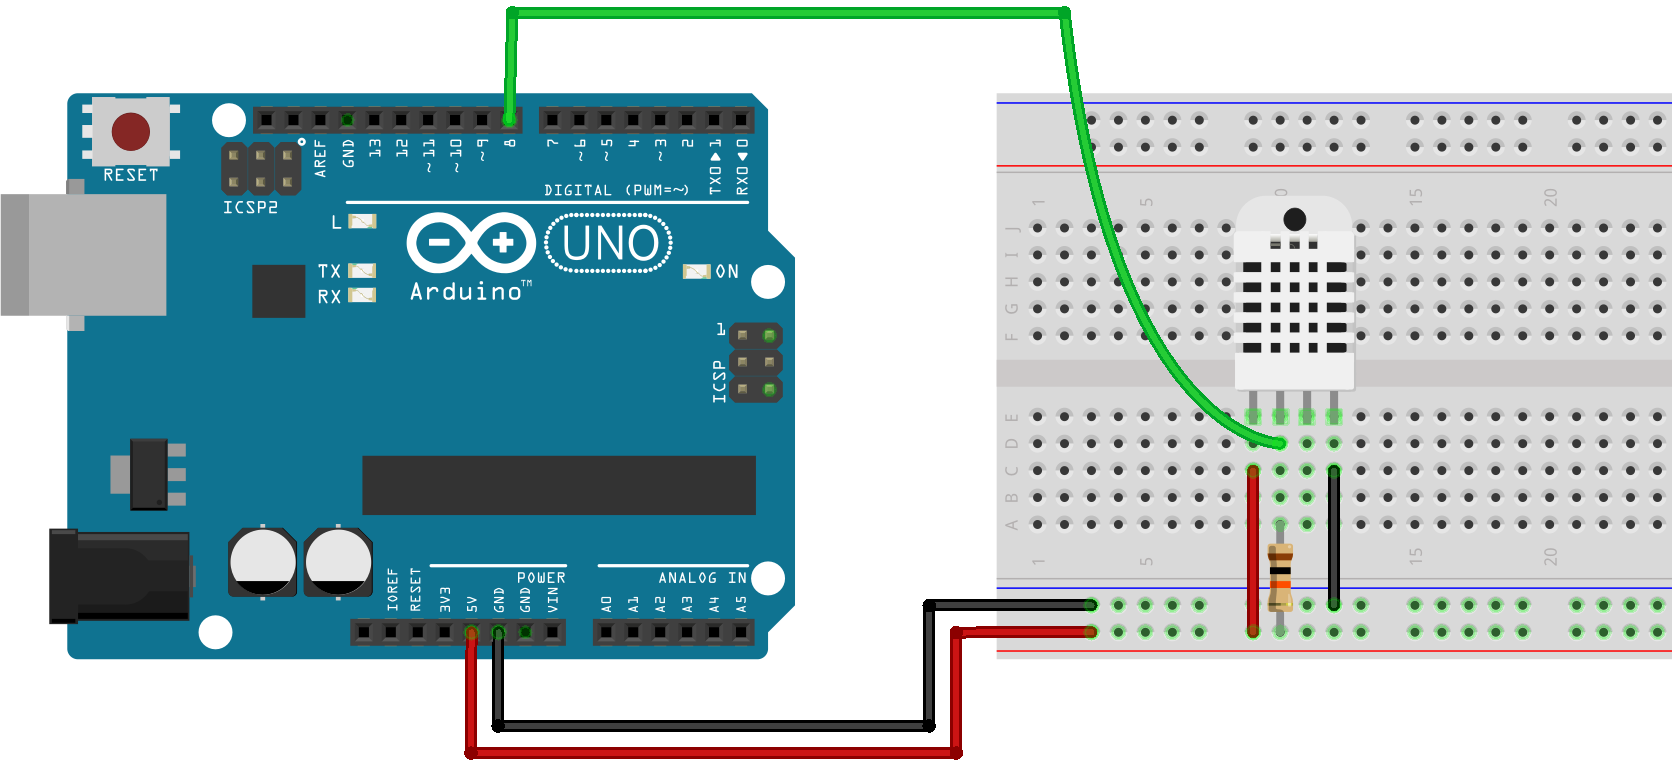 RESET
ICSP2
AREF
GND
13
12
~11
~10
~9
8
7
~6
~5
4
~3
2
TX0▶1
RX0◀0
DIGITAL (PWM=~)
L
TX
RX
UNO
ON
Arduino™
1
ICSP
POWER
ANALOG IN
IOREF
RESET
3V3
5V
GND
GND
VIN
A0
A1
A2
A3
A4
A5
1
5
0
15
20
J
I
H
G
F
E
D
C
B
A
1
5
15
20